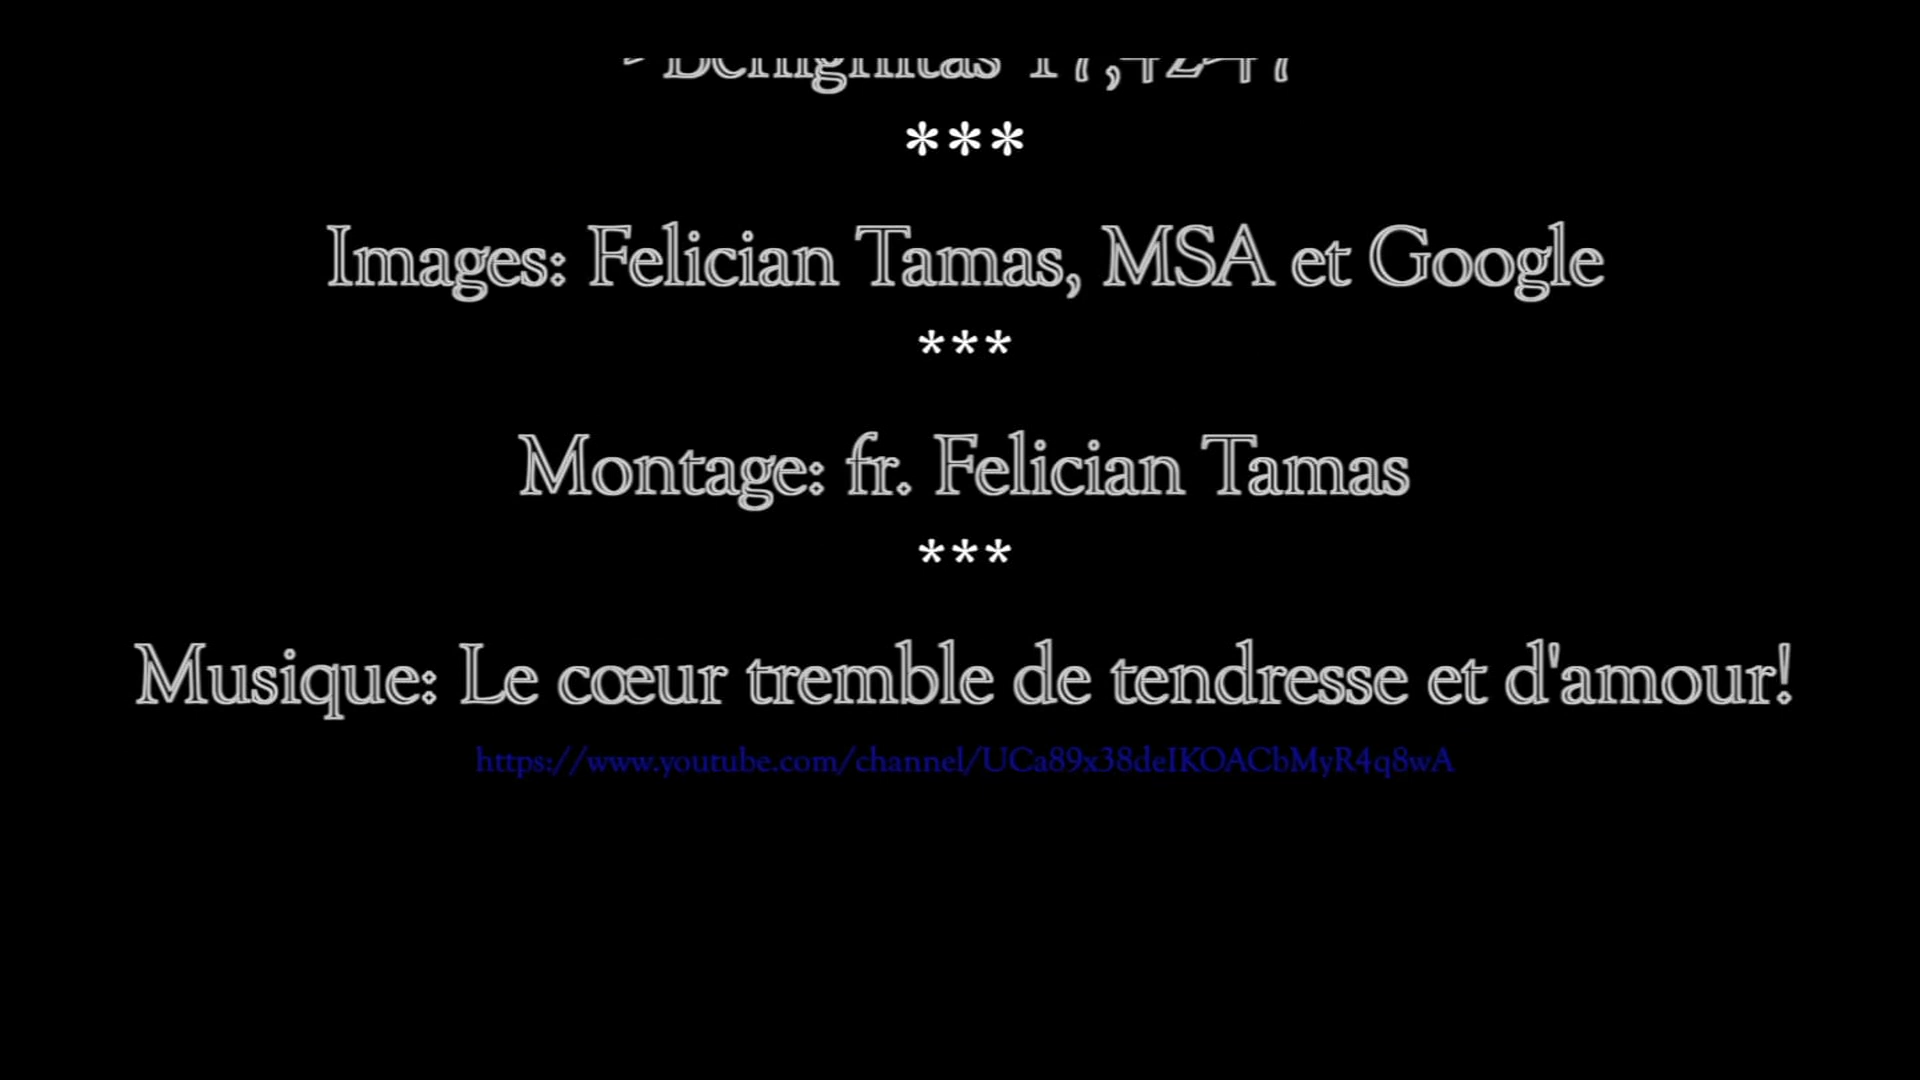 ***
Images: Felician Tamas, MSA et Google
***
Montage: fr. Felician Tamas
***
Musique: Le cœur tremble de tendresse et d'amour!
https://www.youtube.com/channel/UCa89x38deIKOACbMyR4q8wA